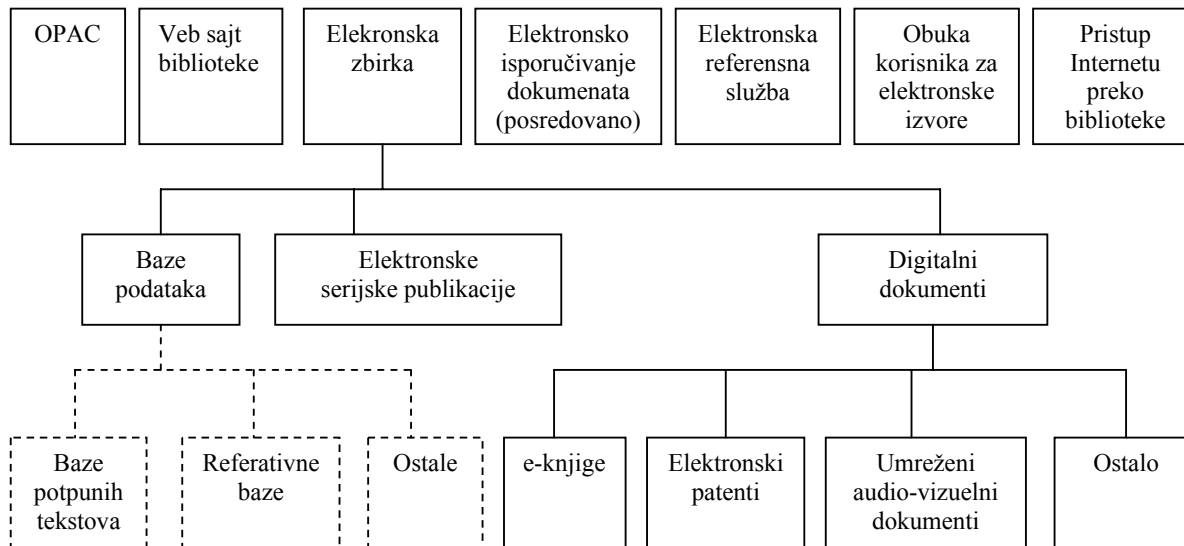 OPAC
Veb sajt
biblioteke
Elekronska
zbirka
Elektronsko
isporučivanje
dokumenata
(posredovano)
Elektronska
referensna
služba
Obuka
korisnika za
elektronske
izvore
Pristup
Internetu
preko
biblioteke
Baze
podataka
Elektronske
serijske publikacije
Digitalni
dokumenti
Baze
potpunih
tekstova
Referativne
baze
Ostale
e-knjige
Elektronski
patenti
Umreženi
audio-vizuelni
dokumenti
Ostalo